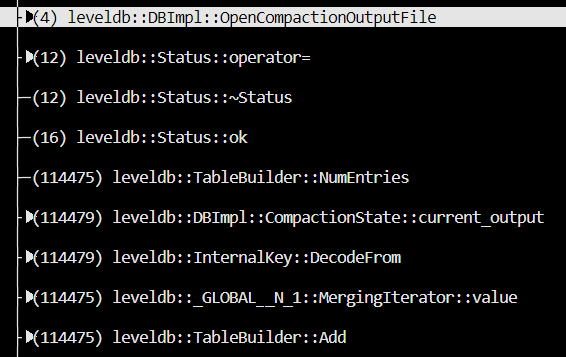 (4) leveldb::DBImpl::OpenCompactionOutputFile
(12) leveldb::Status::operator=
(12) leveldb::Status::~Status
(16) leveldb::Status::ok
(114475) leveldb::TableBuilder::NumEntries
(114479) leveldb::DBImpl::CompactionState::current_output
(114479) leveldb::InternalKey::DecodeFrom
(114475) leveldb::_GLOBAL__N_1::MergingIterator::value
(114475) leveldb::TableBuilder::Add